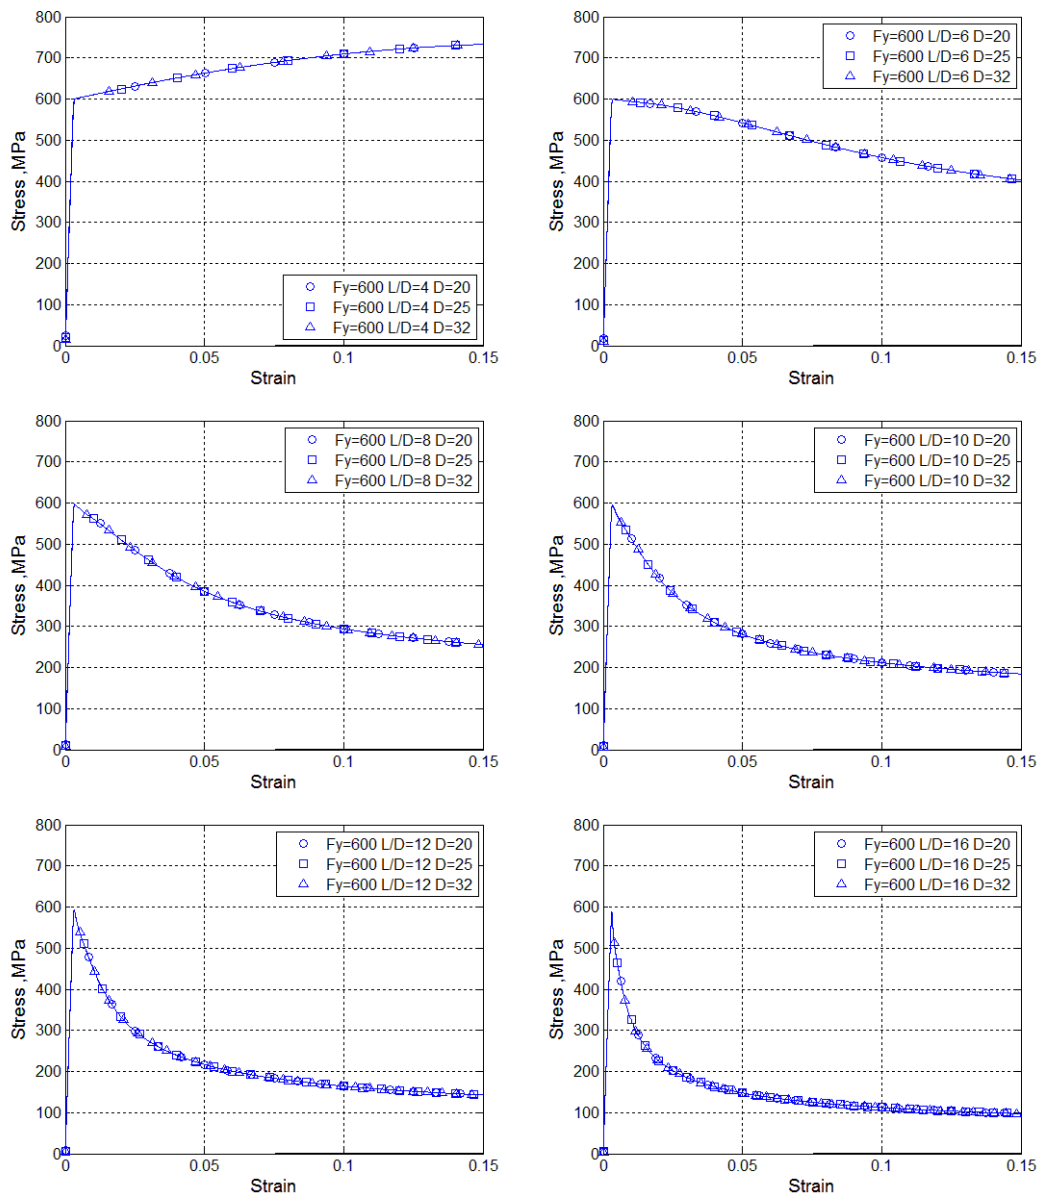 800
700
600
500
400
300
200
100
0
Stress ,MPa
Fy=600 L/D=4 D=20
Fy=600 L/D=4 D=25
Fy=600 L/D=4 D=32
0 0.05 0.1 0.15
Strain
800
700
600
500
400
300
200
100
0
Stress ,MPa
Fy=600 L/D=6 D=20
Fy=600 L/D=6 D=25
Fy=600 L/D=6 D=32
0 0.05 0.1 0.15
Strain
800
700
600
500
400
300
200
100
0
Stress ,MPa
Fy=600 L/D=8 D=20
Fy=600 L/D=8 D=25
Fy=600 L/D=8 D=32
0 0.05 0.1 0.15
Strain
800
700
600
500
400
300
200
100
0
Stress ,MPa
Fy=600 L/D=10 D=20
Fy=600 L/D=10 D=25
Fy=600 L/D=10 D=32
0 0.05 0.1 0.15
Strain
800
700
600
500
400
300
200
100
0
Stress ,MPa
Fy=600 L/D=12 D=20
Fy=600 L/D=12 D=25
Fy=600 L/D=12 D=32
0 0.05 0.1 0.15
Strain
800
700
600
500
400
300
200
100
0
Stress ,MPa
Fy=600 L/D=16 D=20
Fy=600 L/D=16 D=25
Fy=600 L/D=16 D=32
0 0.05 0.1 0.15
Strain